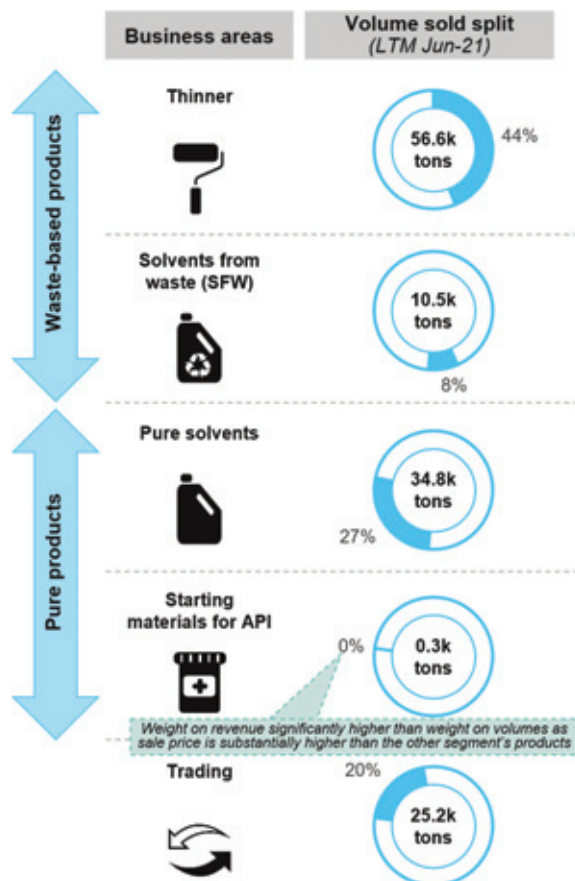 Business areas
Volume sold split
(LTM Jun-21)
Waste-based products
Thinner
56.6k
tons
44%
Solvents from
waste (SFW)
10.5k
tons
8%
Pure products
Pure solvents
34.8k
tons
27%
Starting
materials for API
0%
0.3k
tons
Weight on revenue significantly higher than weight on volumes as
sale price is substantially higher than the other segment's products
Trading
20%
25.2k
tons